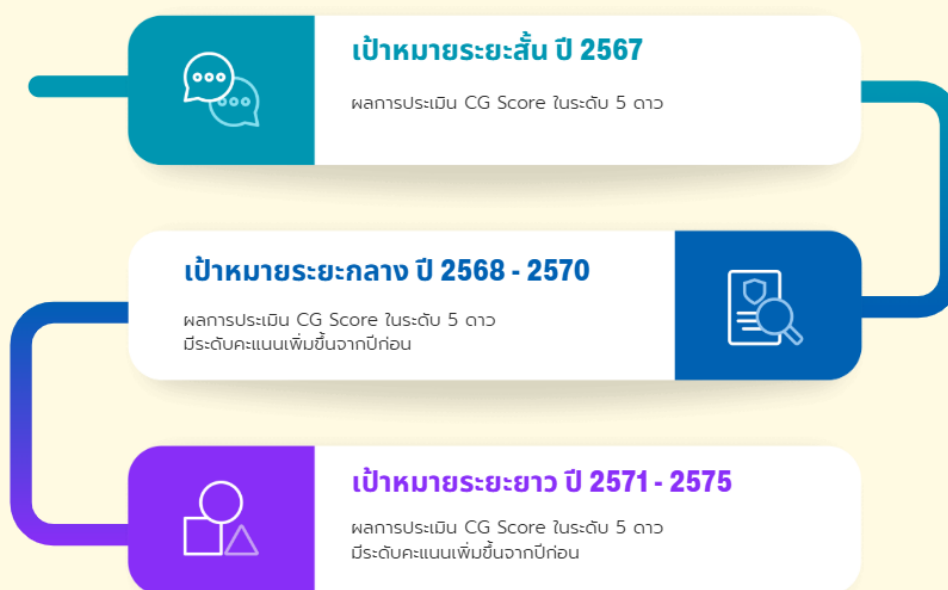 เป้าหมายระยะสั้น ปี 2567
ผลการประเมิน CG Score ในระดับ 5 ดาว
เป้าหมายระยะกลาง ปี 2568 - 2570
ผลการประเมิน CG Score ในระดับ 5 ดาว
มีระดับคะแนนเพิ่มขึ้นจากปีก่อน
เป้าหมายระยะยาว ปี 2571 - 2575
ผลการประเมิน CG Score ในระดับ 5 ดาว
มีระดับคะแนนเพิ่มขึ้นจากปีก่อน